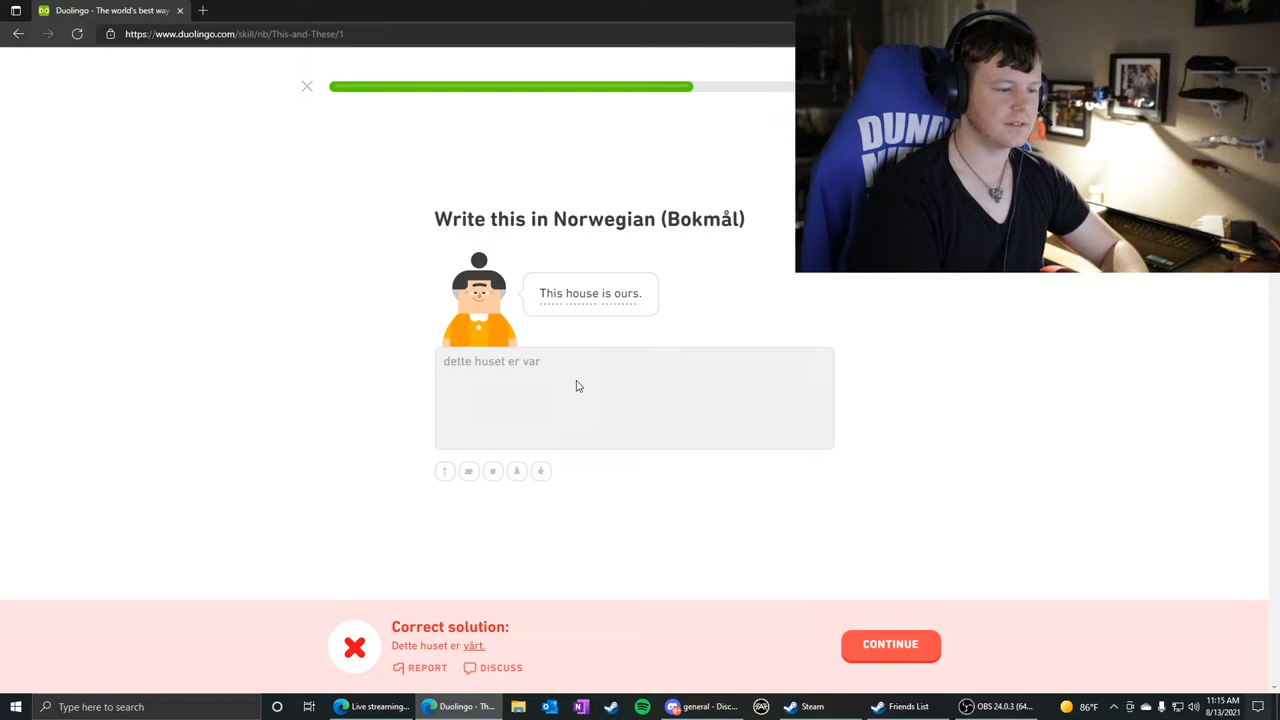 Duolingo - The world's best way
https://www.duolingo.com/skill/nb/This-and-These/1
DUNDER
Write this in Norwegian (Bokmål)
This house is ours.
dette huset er var
↑ æ ø å é
Correct solution:
Dette huset er vårt.
REPORT DISCUSS
CONTINUE
Type here to search
Live streaming...
Duolingo - Th...
general - Disc...
Steam
Friends List
OBS 24.0.3 (64...
86°F
11:15 AM
8/13/2021